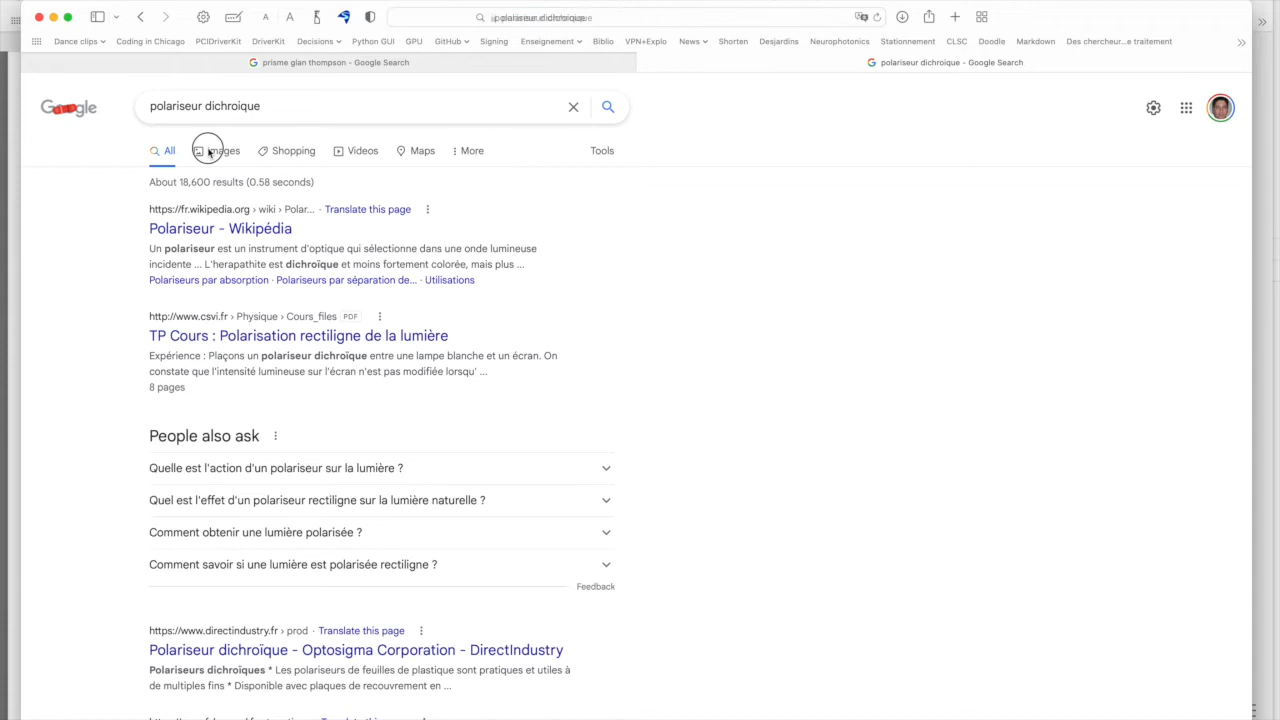 polariseur dichroique
Dance clips Coding in Chicago PCIDriverKit DriverKit Decisions Python GUI GPU GitHub Signing Enseignement Biblio VPN+Explo News Shorten Desjardins Neurophotonics Stationnement CLSC Doodle Markdown Des chercheur...e traitement
prisme glan thompson - Google Search polariseur dichroique - Google Search
Google polariseur dichroique
All Images Shopping Videos Maps More Tools
About 18,600 results (0.58 seconds)
https://fr.wikipedia.org › wiki › Polar... · Translate this page
Polariseur - Wikipédia
Un polariseur est un instrument d'optique qui sélectionne dans une onde lumineuse
incidente ... L'herapathite est dichroïque et moins fortement colorée, mais plus ...
Polariseurs par absorption · Polariseurs par séparation de... · Utilisations
http://www.csvi.fr › Physique › Cours_files PDF
TP Cours : Polarisation rectiligne de la lumière
Expérience : Plaçons un polariseur dichroïque entre une lampe blanche et un écran. On
constate que l'intensité lumineuse sur l'écran n'est pas modifiée lorsqu' ...
8 pages
People also ask
Quelle est l'action d'un polariseur sur la lumière ?
Quel est l'effet d'un polariseur rectiligne sur la lumière naturelle ?
Comment obtenir une lumière polarisée ?
Comment savoir si une lumière est polarisée rectiligne ?
Feedback
https://www.directindustry.fr › prod · Translate this page
Polariseur dichroïque - Optosigma Corporation - DirectIndustry
Polariseurs dichroïques * Les polariseurs de feuilles de plastique sont pratiques et utiles à
de multiples fins * Disponible avec plaques de recouvrement en ...